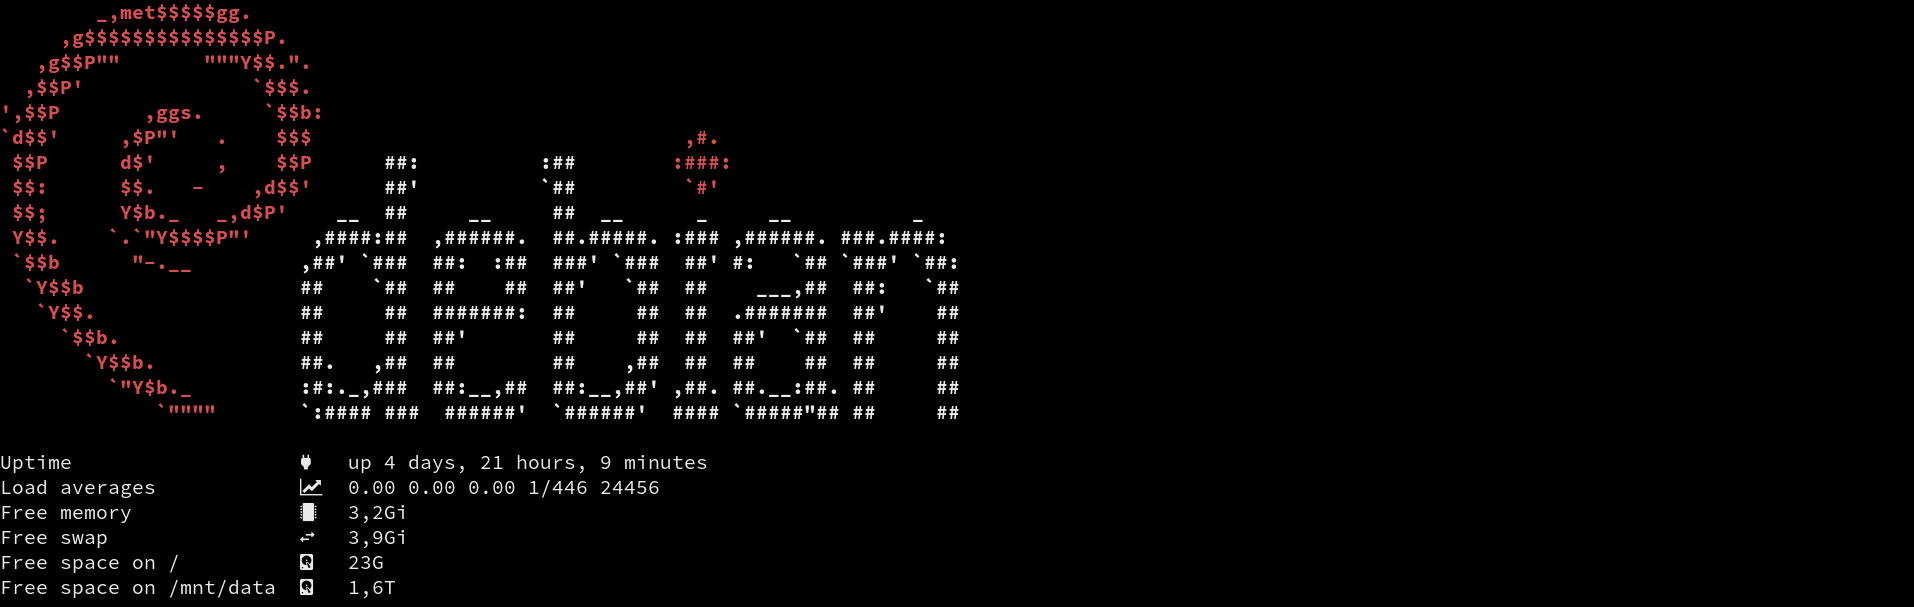 _,met$$$$$gg.
     ,g$$$$$$$$$$$$$$$P.
   ,g$$P""       """Y$$.".
  ,$$P'              `$$$.
',$$P       ,ggs.     `$$b:
`d$$'     ,$P"'   .    $$$                               ,#.
 $$P      d$'     ,    $$P      ##:          :##        :###:
 $$:      $$.   -    ,d$$'      ##'          `##         `#'
 $$;      Y$b._   _,d$P'    __  ##     __     ##  __      _     __          _
 Y$$.    `.`"Y$$$$P"'     ,####:##  ,######.  ##.#####. :### ,######. ###.####:
 `$$b      "-.__         ,##' `###  ##:  :##  ###' `###  ##' #:   `## `###' `##:
  `Y$$b                  ##    `##  ##    ##  ##'   `##  ##    ___,##  ##:   `##
   `Y$$.                 ##     ##  #######:  ##     ##  ##  .#######  ##'    ##
     `$$b.               ##     ##  ##'       ##     ##  ##  ##'  `##  ##     ##
       `Y$$b.            ##.   ,##  ##        ##     ,##  ##  ##    ##  ##     ##
         `"Y$b._         :#:._,###  ##:__,##  ##:__,##' ,##. ##.__:##. ##     ##
             `""""       `:#### ###  ######'  `######'  #### `#####"## ##     ##
Uptime up 4 days, 21 hours, 9 minutes
Load averages 0.00 0.00 0.00 1/446 24456
Free memory 3,2Gi
Free swap 3,9Gi
Free space on / 23G
Free space on /mnt/data 1,6T